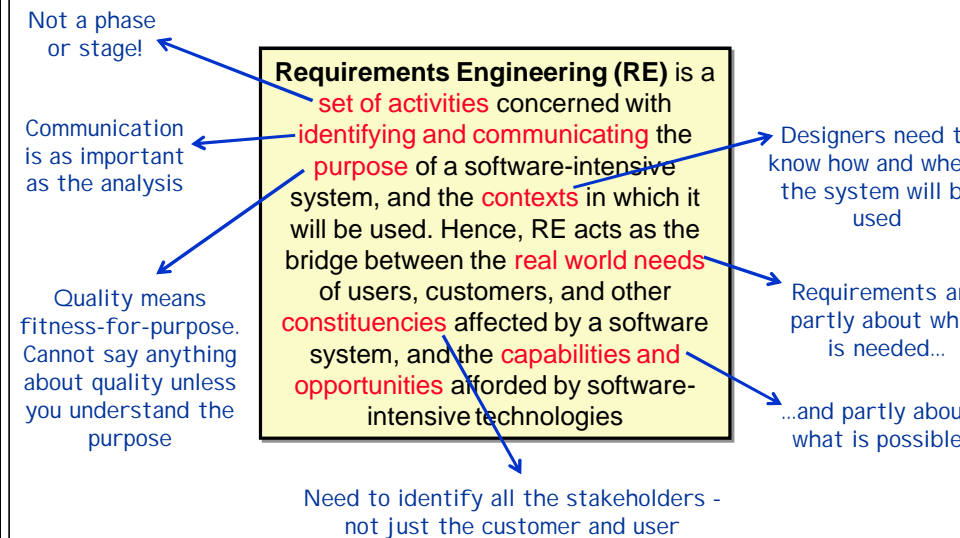 Not a phase
or stage!
Communication
is as important
as the analysis
Quality means
fitness-for-purpose.
Cannot say anything
about quality unless
you understand the
purpose
Requirements Engineering (RE) is a
set of activities concerned with
identifying and communicating the
purpose of a software-intensive
system, and the contexts in which it
will be used. Hence, RE acts as the
bridge between the real world needs
of users, customers, and other
constituencies affected by a software
system, and the capabilities and
opportunities afforded by software-
intensive technologies
Designers need
know how and
the system will
used
Requirements
partly about
is needed...
...and partly
what is possible
Need to identify all the stakeholders -
not just the customer and user